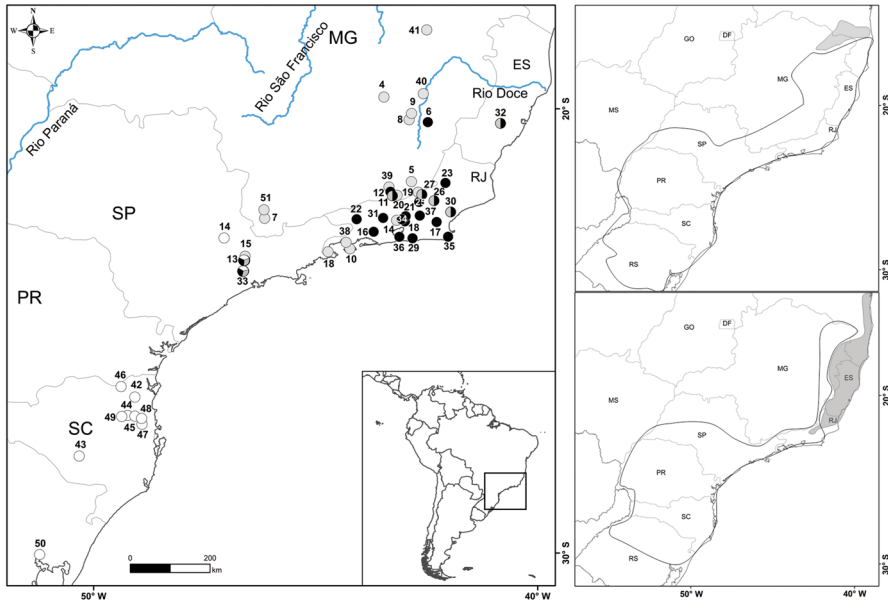 N
W E
S
MG
41
ES
Rio São Francisco
Rio Paraná
Rio Doce
4
40
9
8
6
32
RJ
5
23
39
12
11
19
27
25
26
20
21
30
51
7
SP
22
31
34
37
14
16
14
18
17
38
36
29
35
18
10
15
13
33
PR
46
42
44
48
49
45
47
SC
43
50
0 200
km
50° W
40° W
20° S
30° S
GO
DF
MG
ES
MS
SP
RJ
PR
SC
RS
20° S
30° S
GO
DF
MG
ES
MS
SP
RJ
PR
SC
RS
20° S
30° S
50° W
40° W